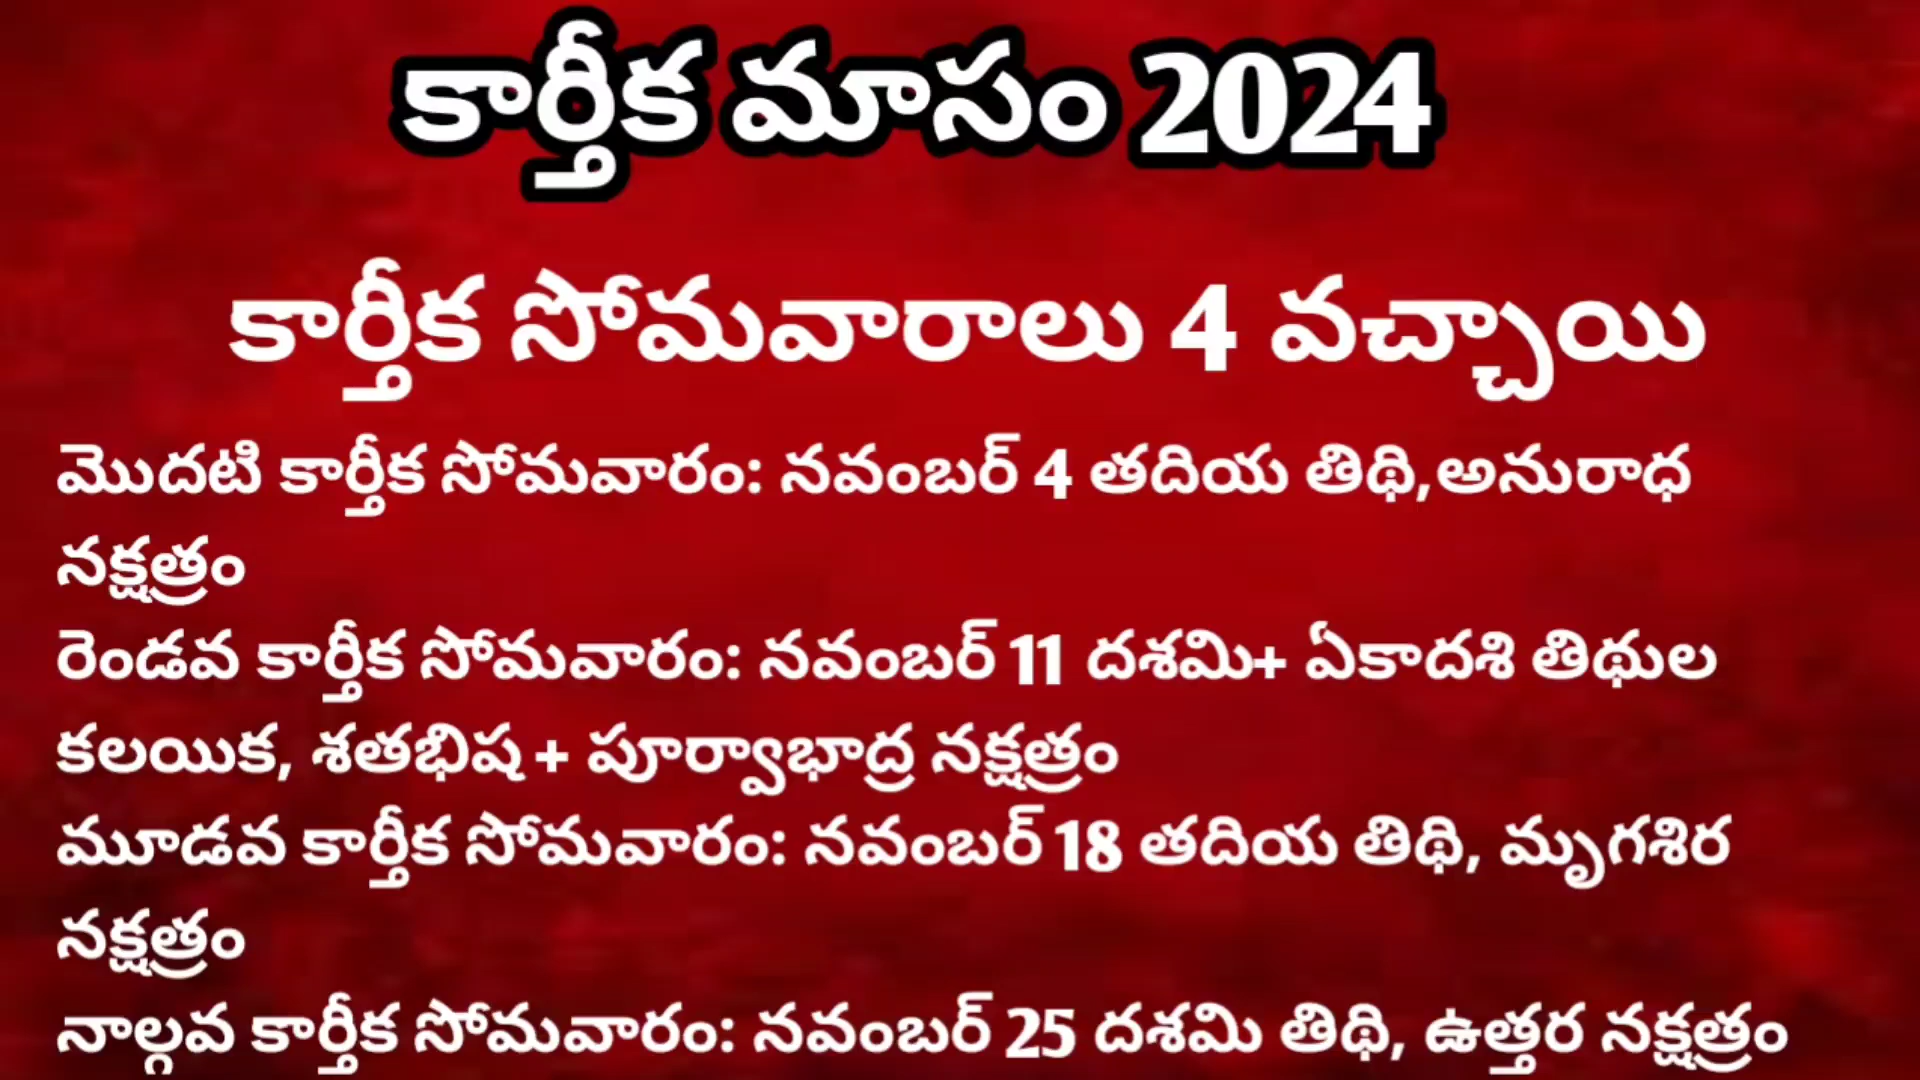 కార్తీక మాసం 2024
కార్తీక సోమవారాలు 4 వచ్చాయి
మొదటి కార్తీక సోమవారం: నవంబర్ 4 తదియ తిథి,అనురాధ
నక్షత్రం
రెండవ కార్తీక సోమవారం: నవంబర్ 11 దశమి+ ఏకాదశి తిథుల
కలయిక, శతభిష + పూర్వాభాద్ర నక్షత్రం
మూడవ కార్తీక సోమవారం: నవంబర్ 18 తదియ తిథి, మృగశిర
నక్షత్రం
నాల్గవ కార్తీక సోమవారం: నవంబర్ 25 దశమి తిథి, ఉత్తర నక్షత్రం